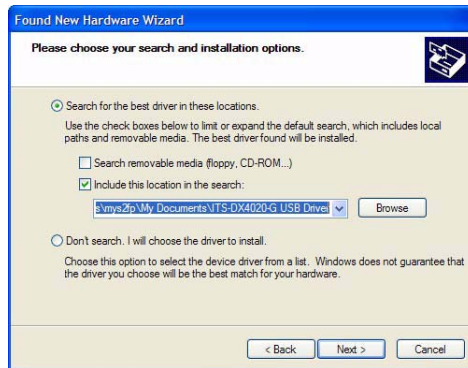 Found New Hardware Wizard
Please choose your search and installation options.
Search for the best driver in these locations.
Use the check boxes below to limit or expand the default search, which includes local
paths and removable media. The best driver found will be installed.
Search removable media (floppy, CD-ROM...)
Include this location in the search:
s\mys2fp\My Documents\ITS-DX4020-G USB Driver
Browse
Don't search. I will choose the driver to install.
Choose this option to select the device driver from a list. Windows does not guarantee that
the driver you choose will be the best match for your hardware.
< Back Next > Cancel